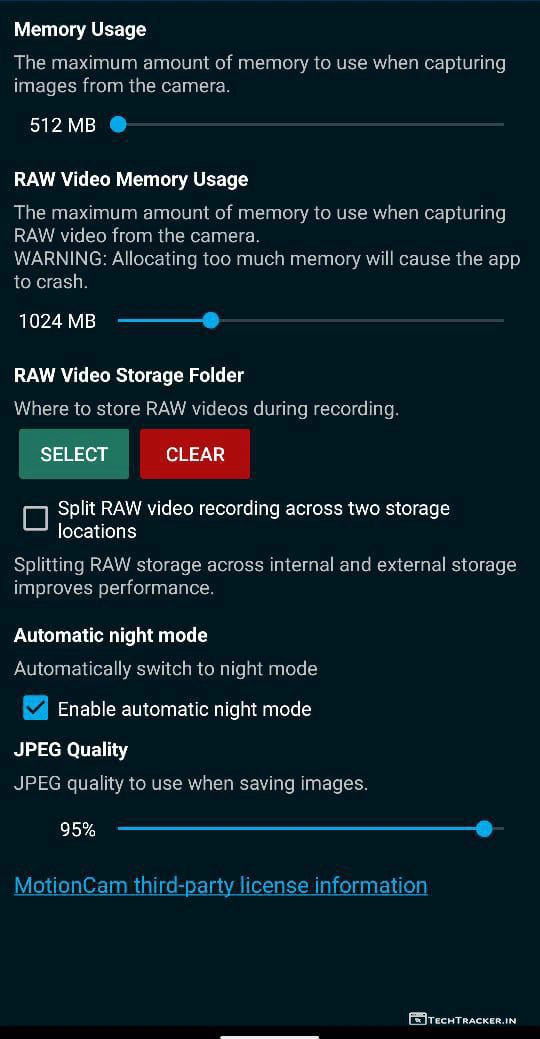 Memory Usage
The maximum amount of memory to use when capturing
images from the camera.
512 MB
RAW Video Memory Usage
The maximum amount of memory to use when capturing
RAW video from the camera.
WARNING: Allocating too much memory will cause the app
to crash.
1024 MB
RAW Video Storage Folder
Where to store RAW videos during recording.
SELECT CLEAR
Split RAW video recording across two storage
locations
Splitting RAW storage across internal and external storage
improves performance.
Automatic night mode
Automatically switch to night mode
Enable automatic night mode
JPEG Quality
JPEG quality to use when saving images.
95%
MotionCam third-party license information
TECHTRACKER.IN